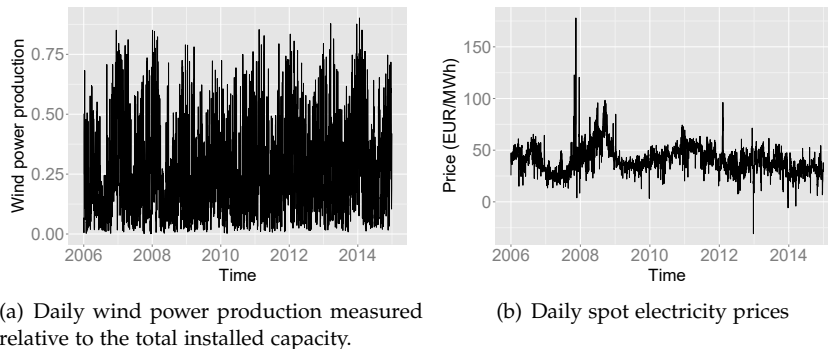 Wind power production
0.75
0.50
0.25
0.00
2006 2008 2010 2012 2014
Time
Price (EUR/MWh)
150
100
50
0
2006 2008 2010 2012 2014
Time
(a) Daily wind power production measured
relative to the total installed capacity.
(b) Daily spot electricity prices